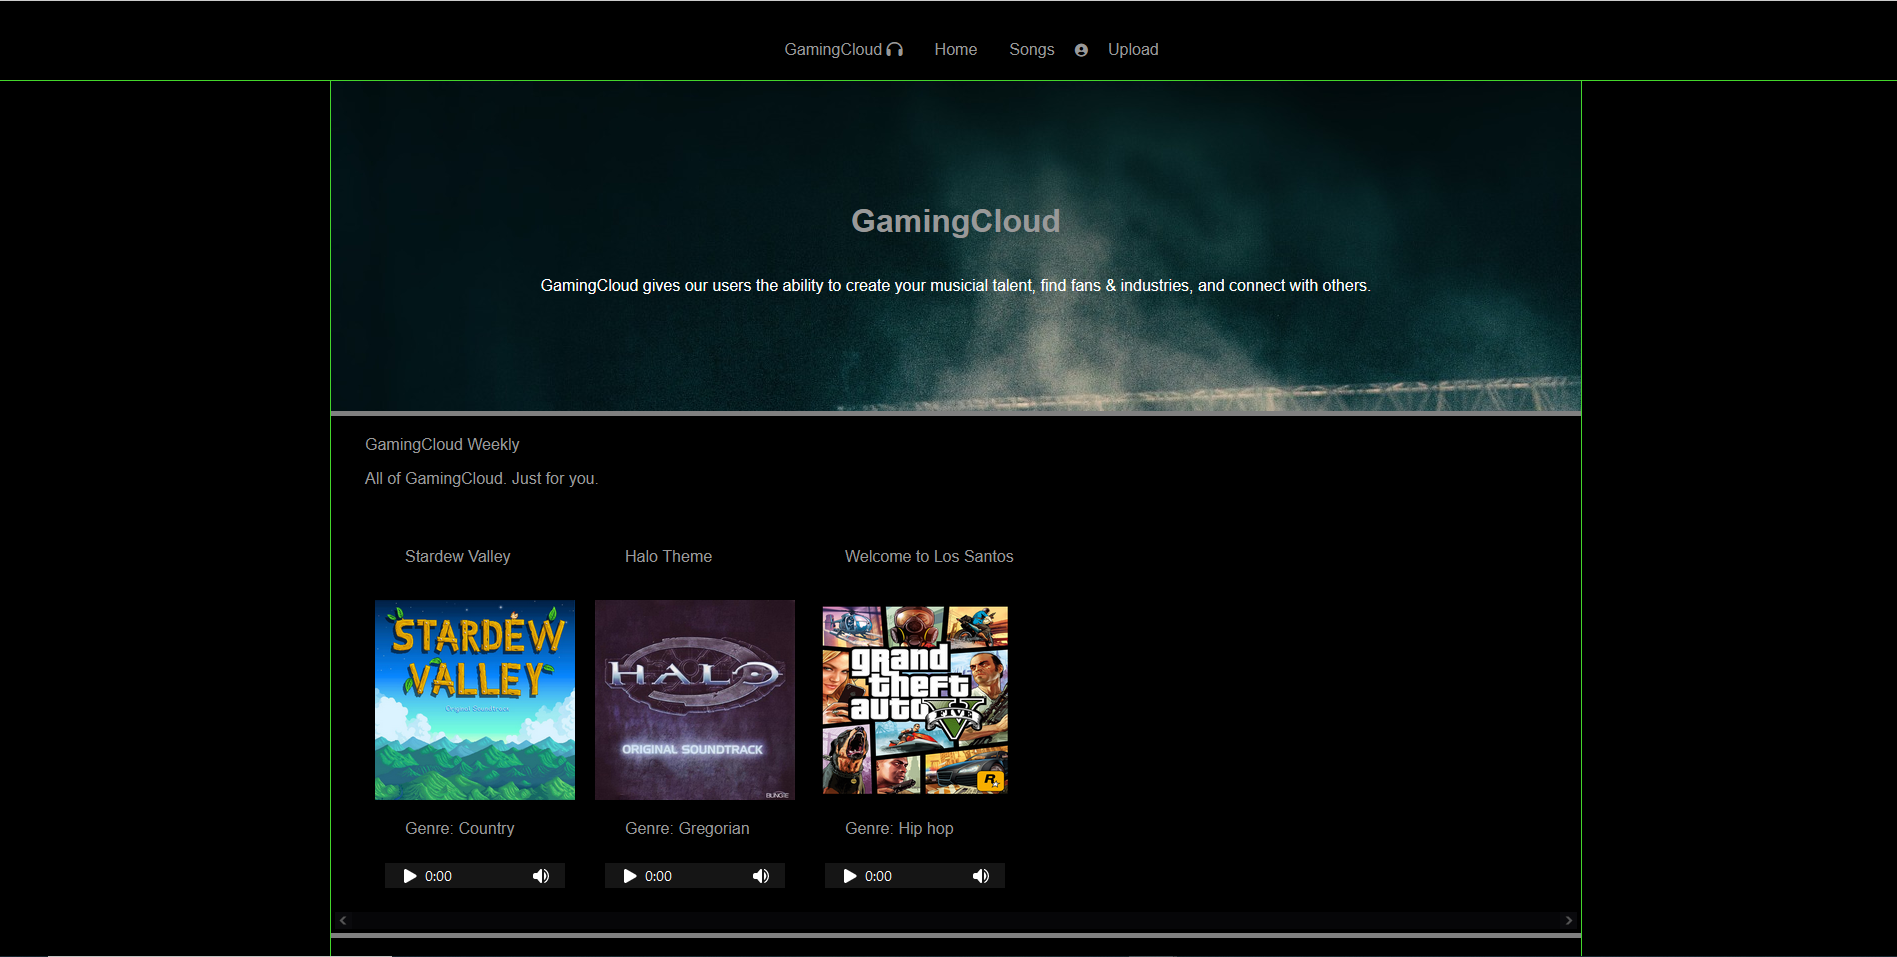 GamingCloud Home Songs Upload
GamingCloud
GamingCloud gives our users the ability to create your musicial talent, find fans & industries, and connect with others.
GamingCloud Weekly
All of GamingCloud. Just for you.
Stardew Valley Halo Theme Welcome to Los Santos
STARDEW
VALLEY
Original Soundtrack
HALO
ORIGINAL SOUNDTRACK
BUNGIE
grand
theft
auto
V
FIVE
R
Genre: Country Genre: Gregorian Genre: Hip hop
0:00 0:00 0:00